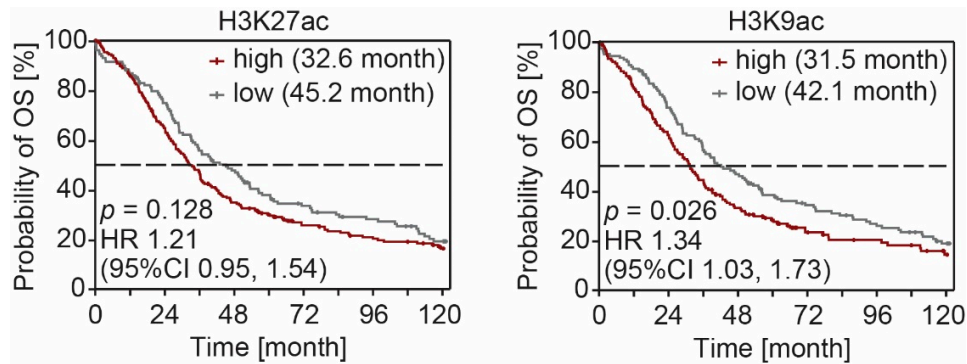 H3K27ac
Probability of OS [%]
100
80
60
40
20
0
high (32.6 month)
low (45.2 month)
p = 0.128
HR 1.21
(95%CI 0.95, 1.54)
0 24 48 72 96 120
Time [month]
H3K9ac
Probability of OS [%]
100
80
60
40
20
0
high (31.5 month)
low (42.1 month)
p = 0.026
HR 1.34
(95%CI 1.03, 1.73)
0 24 48 72 96 120
Time [month]